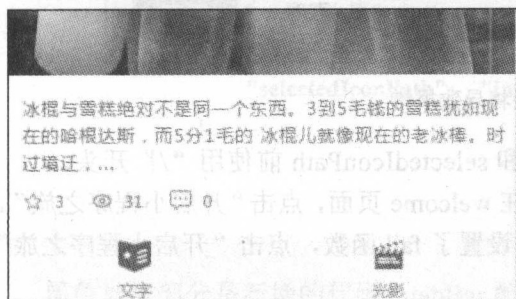 冰棍与雪糕绝对不是同一个东西。3到5毛钱的雪糕犹如现
在的哈根达斯，而5分1毛的 冰棍儿就像现在的老冰棒。时
过境迁，...
3 31 0
文字 光影